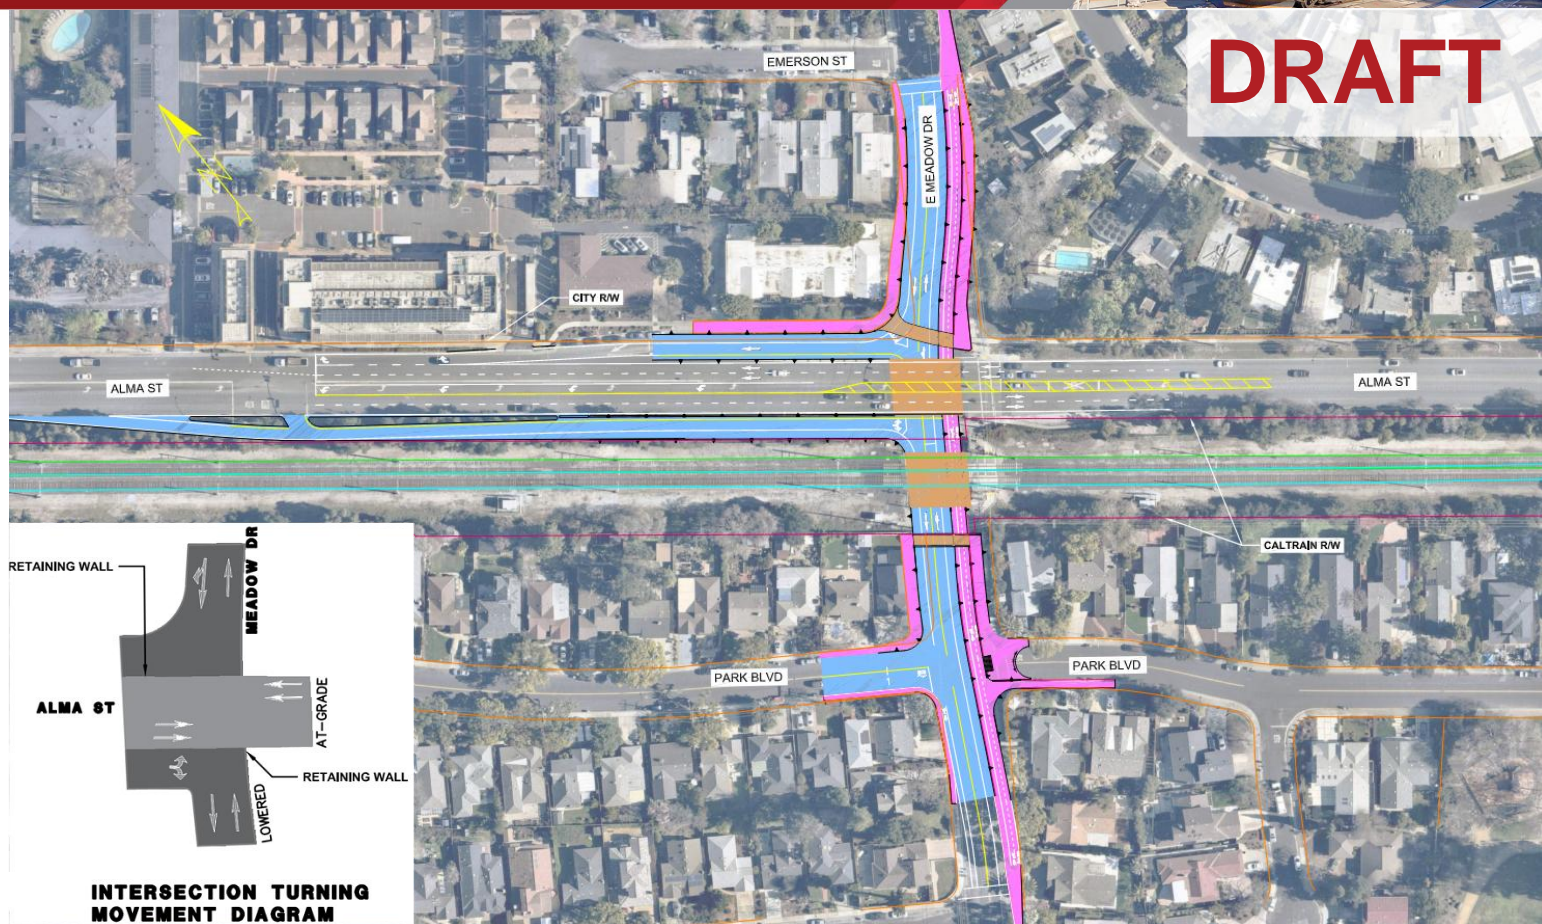 DRAFT
EMERSON ST
E MEADOW DR
CITY R/W
ALMA ST
ALMA ST
CALTRAIN R/W
PARK BLVD
PARK BLVD
RETAINING WALL
MEADOW DR
ALMA ST
AT-GRADE
RETAINING WALL
LOWERED
INTERSECTION TURNING
MOVEMENT DIAGRAM